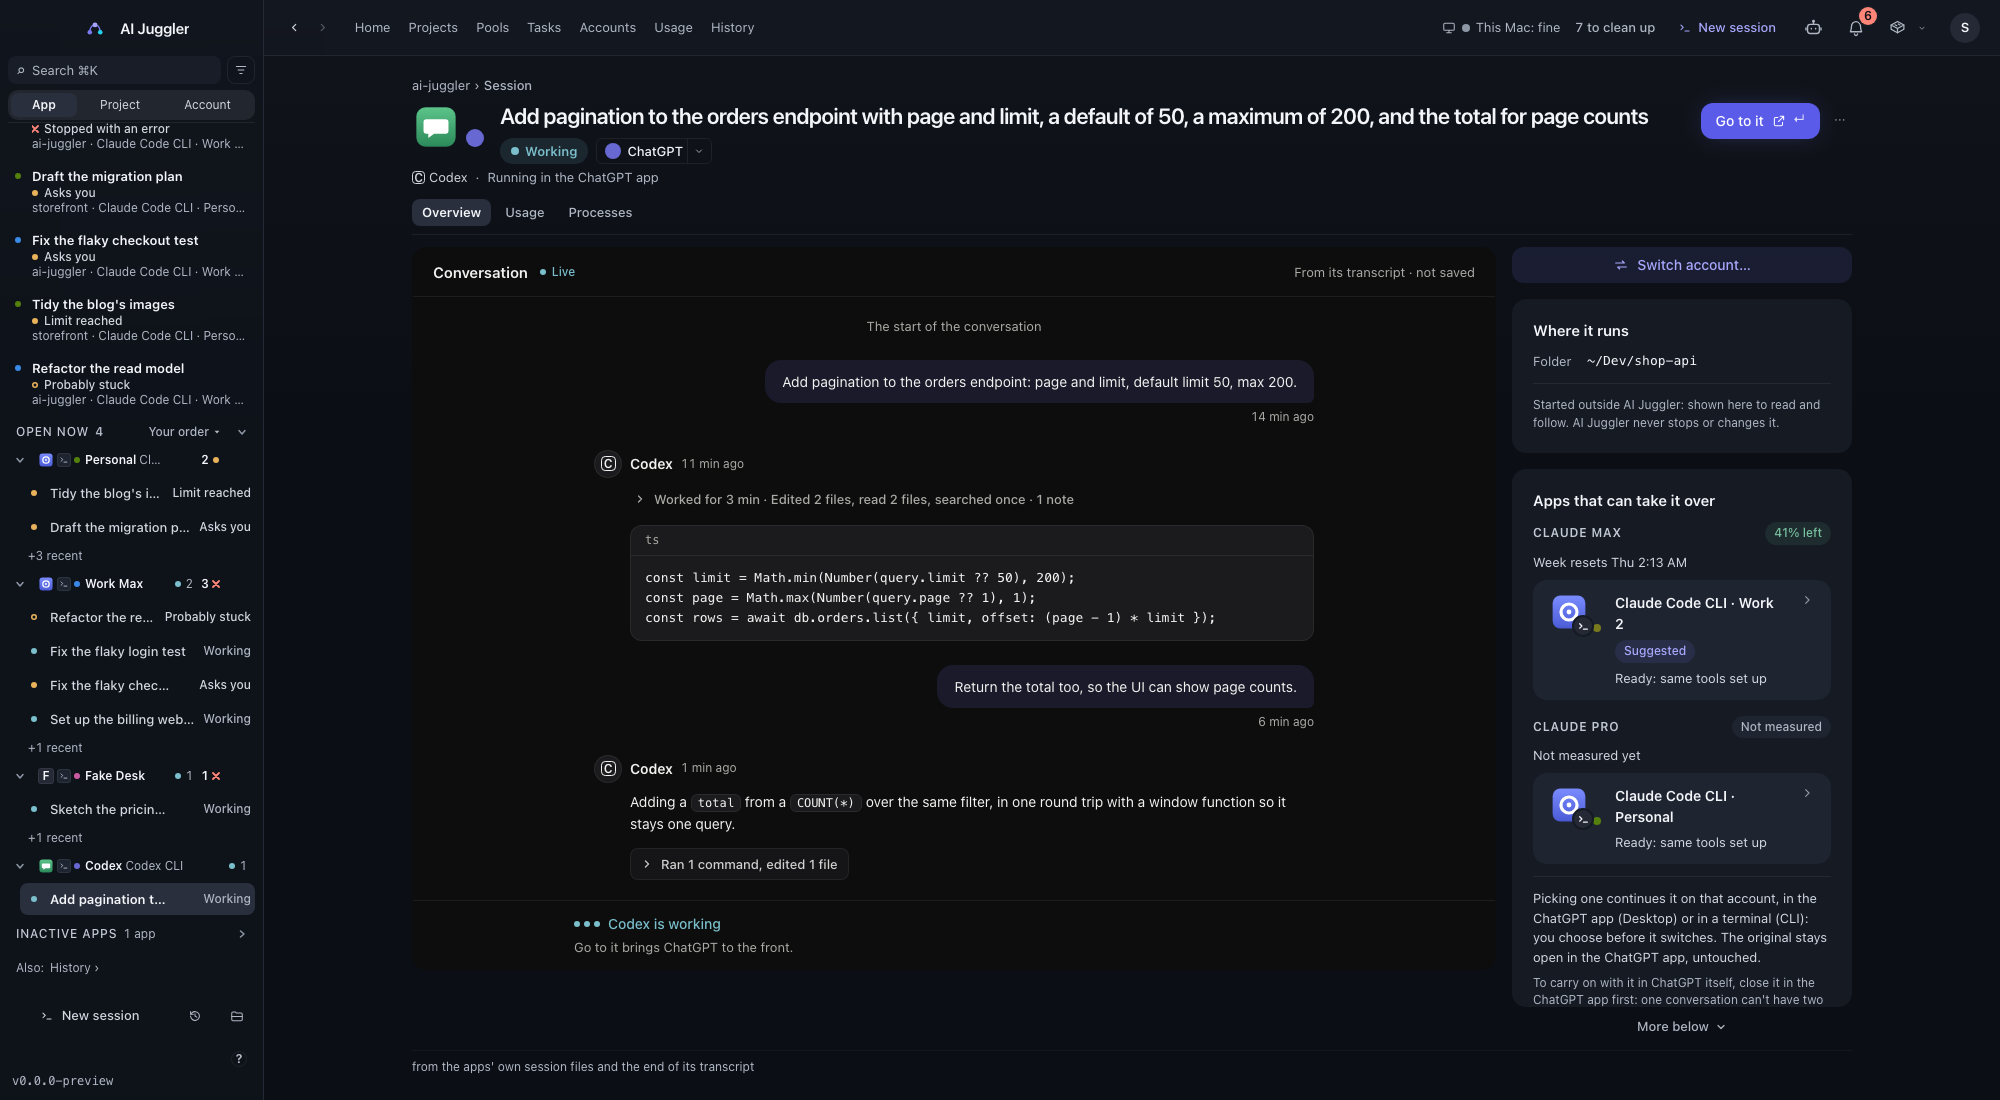 AI Juggler
Search ⌘K
App Project Account
Stopped with an error
ai-juggler · Claude Code CLI · Work ...
Draft the migration plan
Asks you
storefront · Claude Code CLI · Perso...
Fix the flaky checkout test
Asks you
ai-juggler · Claude Code CLI · Work ...
Tidy the blog's images
Limit reached
storefront · Claude Code CLI · Perso...
Refactor the read model
Probably stuck
ai-juggler · Claude Code CLI · Work ...
OPEN NOW 4 Your order
Personal Cl... 2
Tidy the blog's i... Limit reached
Draft the migration p... Asks you
+3 recent
Work Max 2 3
Refactor the re... Probably stuck
Fix the flaky login test Working
Fix the flaky chec... Asks you
Set up the billing web... Working
+1 recent
F Fake Desk 1 1
Sketch the pricin... Working
+1 recent
Codex Codex CLI 1
Add pagination t... Working
INACTIVE APPS 1 app
Also: History ›
New session
?
v0.0.0-preview
Home Projects Pools Tasks Accounts Usage History
This Mac: fine 7 to clean up New session 6 S
ai-juggler › Session
Add pagination to the orders endpoint with page and limit, a default of 50, a maximum of 200, and the total for page counts
Go to it
Working ChatGPT
Codex · Running in the ChatGPT app
Overview Usage Processes
Conversation Live From its transcript · not saved
The start of the conversation
Add pagination to the orders endpoint: page and limit, default limit 50, max 200.
14 min ago
Codex 11 min ago
Worked for 3 min · Edited 2 files, read 2 files, searched once · 1 note
ts
const limit = Math.min(Number(query.limit ?? 50), 200);
const page = Math.max(Number(query.page ?? 1), 1);
const rows = await db.orders.list({ limit, offset: (page - 1) * limit });
Return the total too, so the UI can show page counts.
6 min ago
Codex 1 min ago
Adding a total from a COUNT(*) over the same filter, in one round trip with a window function so it
stays one query.
Ran 1 command, edited 1 file
Codex is working
Go to it brings ChatGPT to the front.
Switch account...
Where it runs
Folder ~/Dev/shop-api
Started outside AI Juggler: shown here to read and
follow. AI Juggler never stops or changes it.
Apps that can take it over
CLAUDE MAX 41% left
Week resets Thu 2:13 AM
Claude Code CLI · Work
2
Suggested
Ready: same tools set up
CLAUDE PRO Not measured
Not measured yet
Claude Code CLI ·
Personal
Ready: same tools set up
Picking one continues it on that account, in the
ChatGPT app (Desktop) or in a terminal (CLI):
you choose before it switches. The original stays
open in the ChatGPT app, untouched.
To carry on with it in ChatGPT itself, close it in the
ChatGPT app first: one conversation can't have two
More below
from the apps' own session files and the end of its transcript